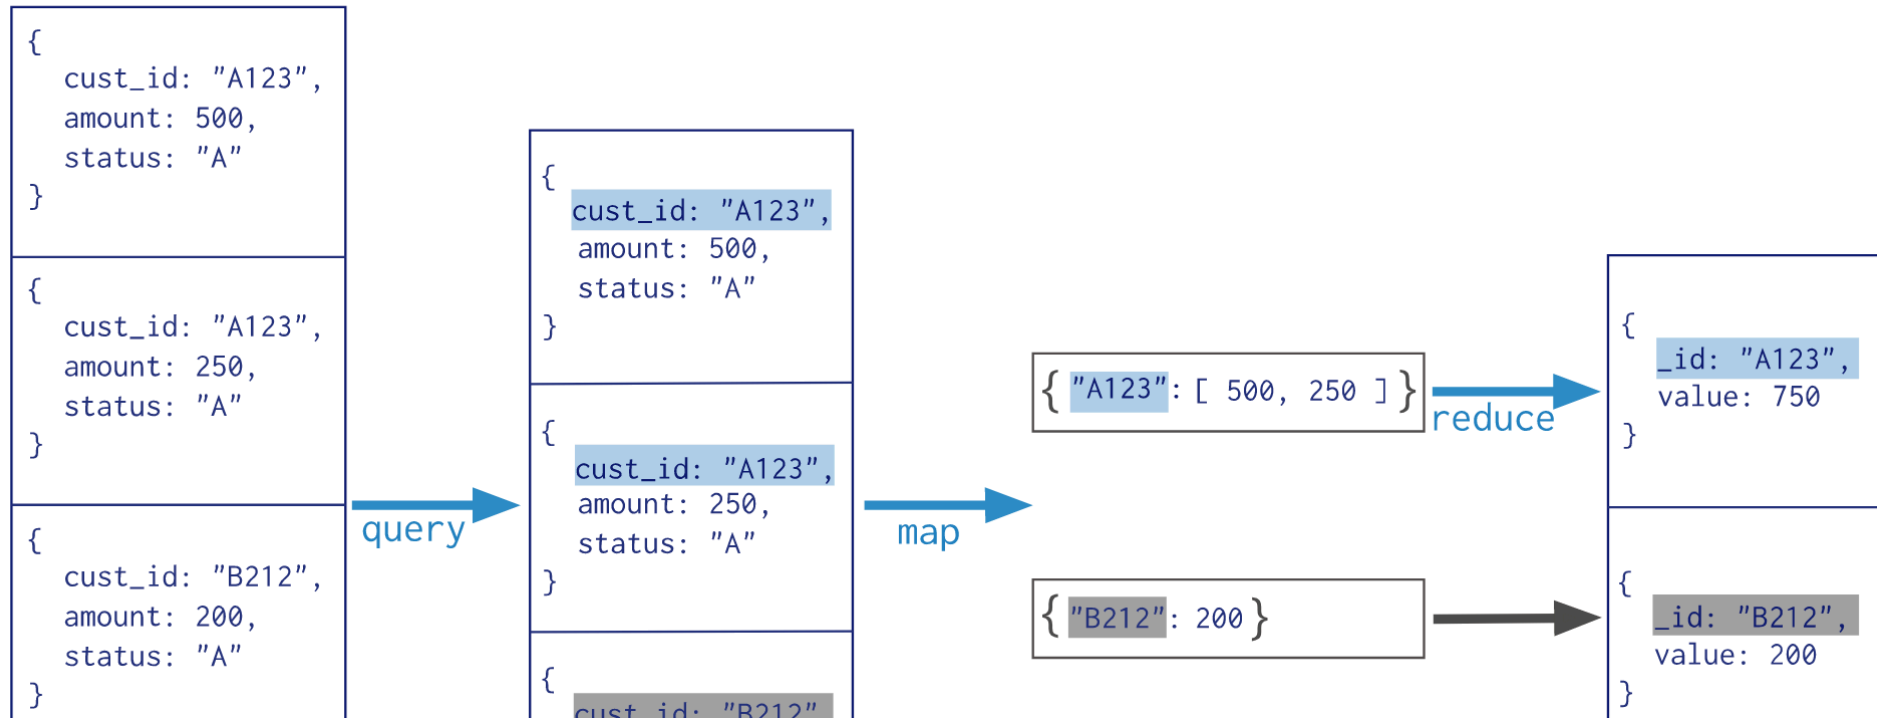 {
cust_id: "A123",
amount: 500,
status: "A"
}
{
cust_id: "A123",
amount: 250,
status: "A"
}
{
cust_id: "B212",
amount: 200,
status: "A"
}
query
{
cust_id: "A123",
amount: 500,
status: "A"
}
{
cust_id: "A123",
amount: 250,
status: "A"
}
{
cust_id: "B212"
map
{ "A123": [ 500, 250 ] }
{ "B212": 200 }
reduce
{
_id: "A123",
value: 750
}
{
_id: "B212",
value: 200
}